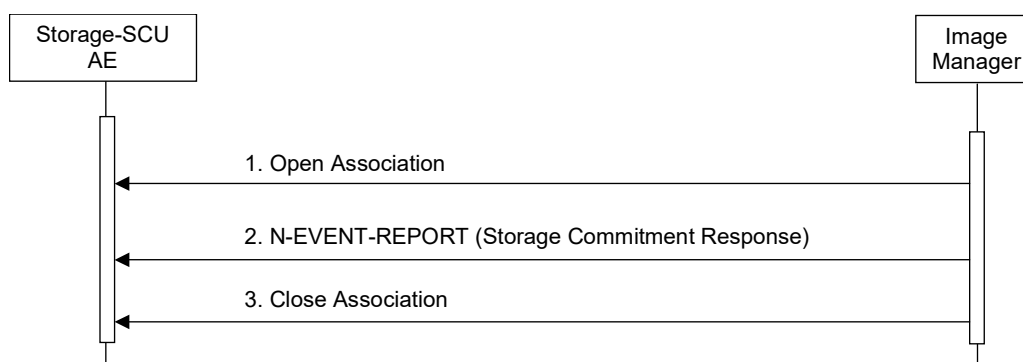 Storage-SCU
AE
Image
Manager
1. Open Association
2. N-EVENT-REPORT (Storage Commitment Response)
3. Close Association